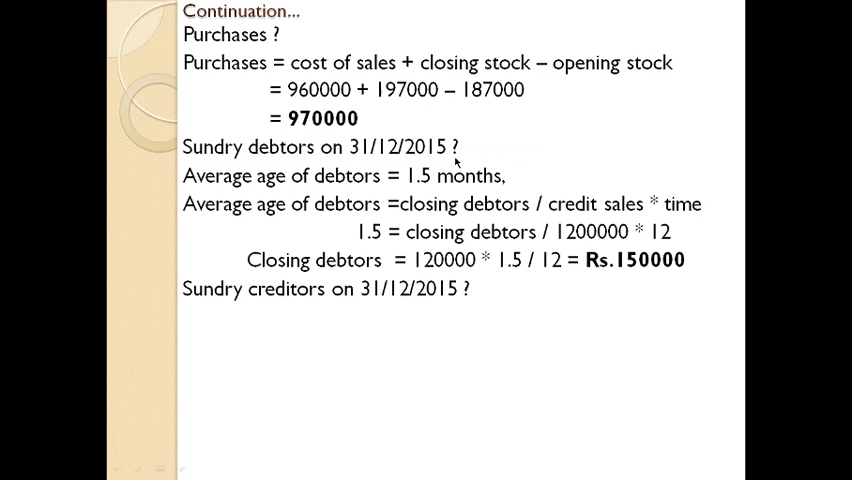 Continuation...
Purchases ?
Purchases = cost of sales + closing stock – opening stock
= 960000 + 197000 – 187000
= 970000
Sundry debtors on 31/12/2015 ?
Average age of debtors = 1.5 months,
Average age of debtors =closing debtors / credit sales * time
1.5 = closing debtors / 1200000 * 12
Closing debtors = 120000 * 1.5 / 12 = Rs.150000
Sundry creditors on 31/12/2015 ?